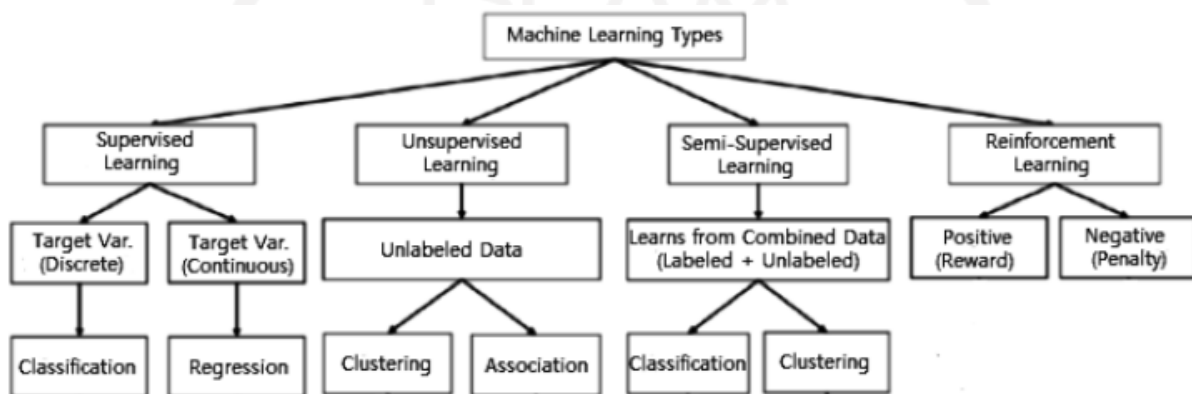 Machine Learning Types
Supervised
Learning
Unsupervised
Learning
Semi-Supervised
Learning
Reinforcement
Learning
Target Var.
(Discrete)
Target Var.
(Continuous)
Unlabeled Data
Learns from Combined Data
(Labeled + Unlabeled)
Positive
(Reward)
Negative
(Penalty)
Classification
Regression
Clustering
Association
Classification
Clustering